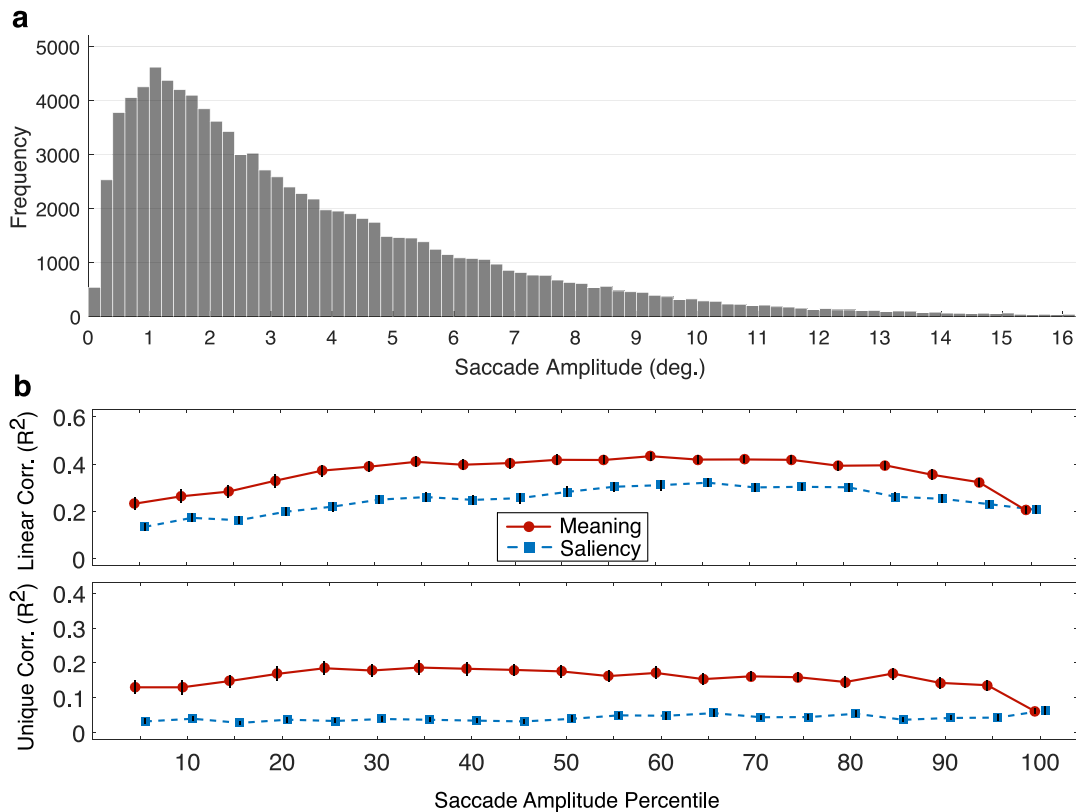 a
5000
4000
3000
2000
1000
0
Frequency
0 1 2 3 4 5 6 7 8 9 10 11 12 13 14 15 16
Saccade Amplitude (deg.)
b
0.6
0.4
0.2
0
Linear Corr. (R²)
Meaning
Saliency
0.4
0.3
0.2
0.1
0
Unique Corr. (R²)
10 20 30 40 50 60 70 80 90 100
Saccade Amplitude Percentile